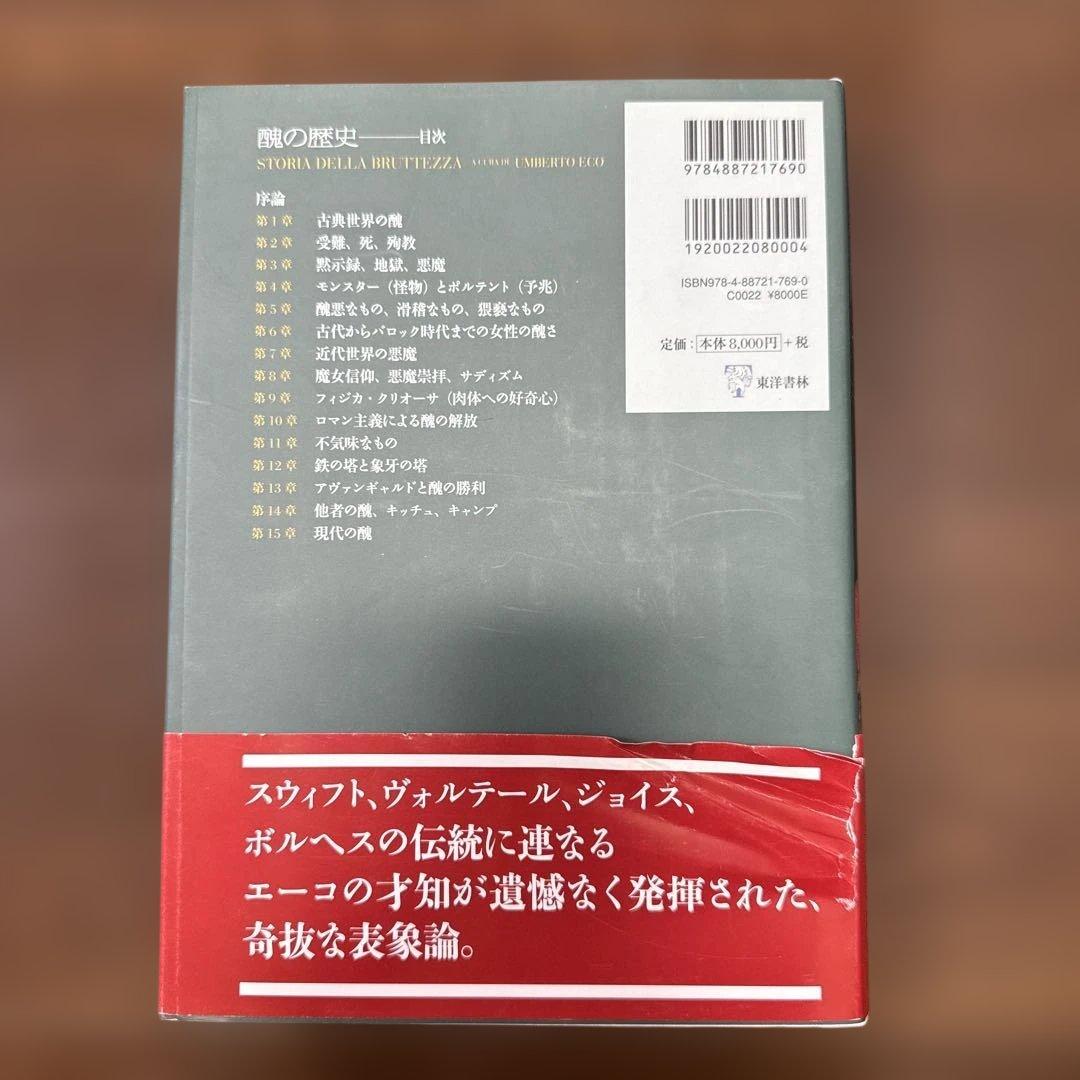 醜の歴史――目次
STORIA DELLA BRUTTEZZA A CURA DI UMBERTO ECO
序論
第1章 古典世界の醜
第2章 受難、死、殉教
第3章 黙示録、地獄、悪魔
第4章 モンスター（怪物）とポルテント（予兆）
第5章 醜悪なもの、滑稽なもの、猥褻なもの
第6章 古代からバロック時代までの女性の醜さ
第7章 近代世界の悪魔
第8章 魔女信仰、悪魔崇拝、サディズム
第9章 フィジカ・クリオーサ（肉体への好奇心）
第10章 ロマン主義による醜の解放
第11章 不気味なもの
第12章 鉄の塔と象牙の塔
第13章 アヴァンギャルドと醜の勝利
第14章 他者の醜、キッチュ、キャンプ
第15章 現代の醜
9784887217690
1920022080004
ISBN978-4-88721-769-0
C0022 ¥8000E
定価：本体8,000円＋税
東洋書林
スウィフト、ヴォルテール、ジョイス、
ボルヘスの伝統に連なる
エーコの才知が遺憾なく発揮された、
奇抜な表象論。